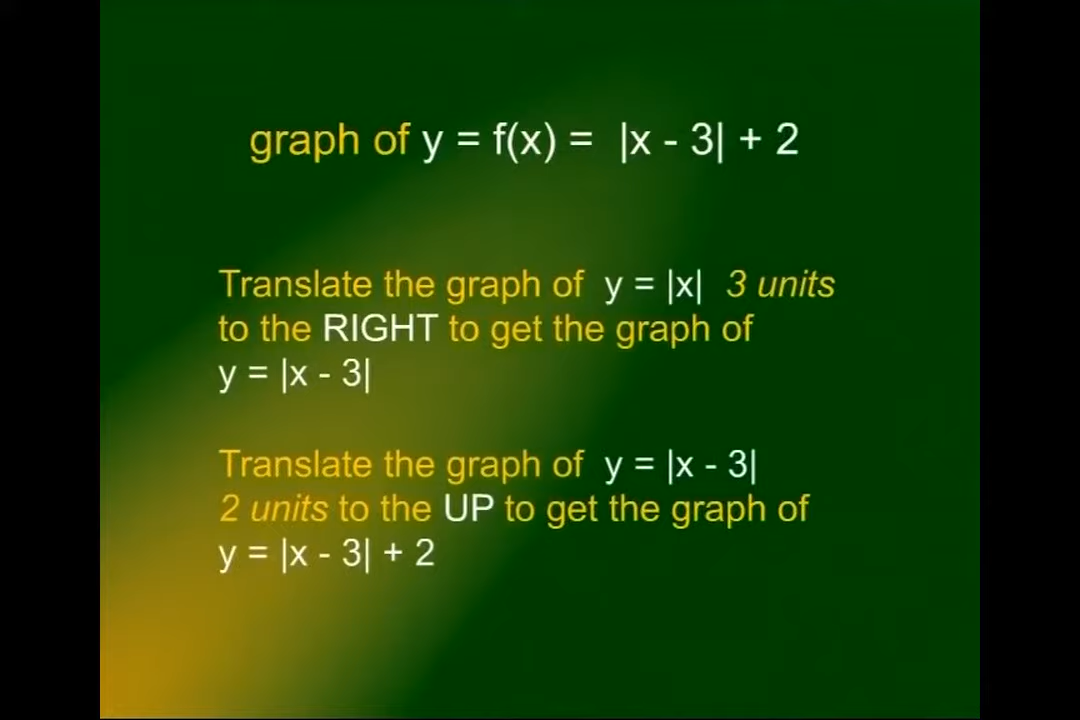 graph of y = f(x) = |x - 3| + 2
Translate the graph of y = |x| 3 units
to the RIGHT to get the graph of
y = |x - 3|
Translate the graph of y = |x - 3|
2 units to the UP to get the graph of
y = |x - 3| + 2